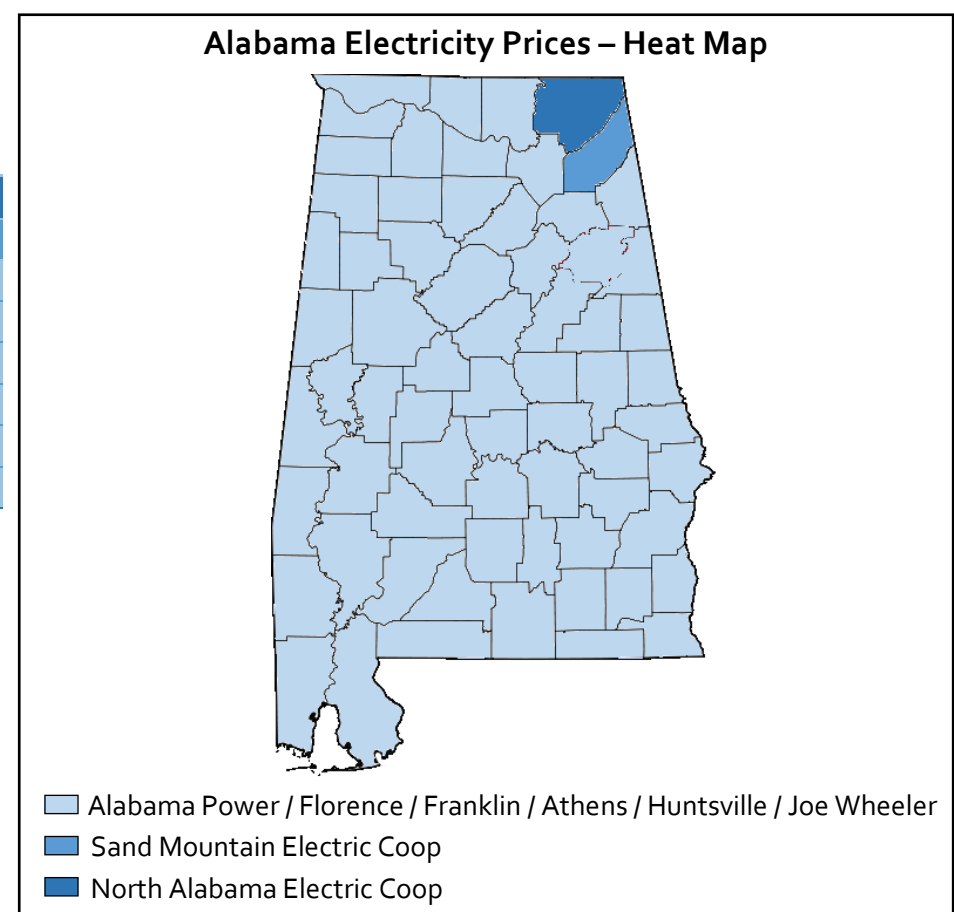 Alabama Electricity Prices – Heat Map
Alabama Power / Florence / Franklin / Athens / Huntsville / Joe Wheeler
Sand Mountain Electric Coop
North Alabama Electric Coop